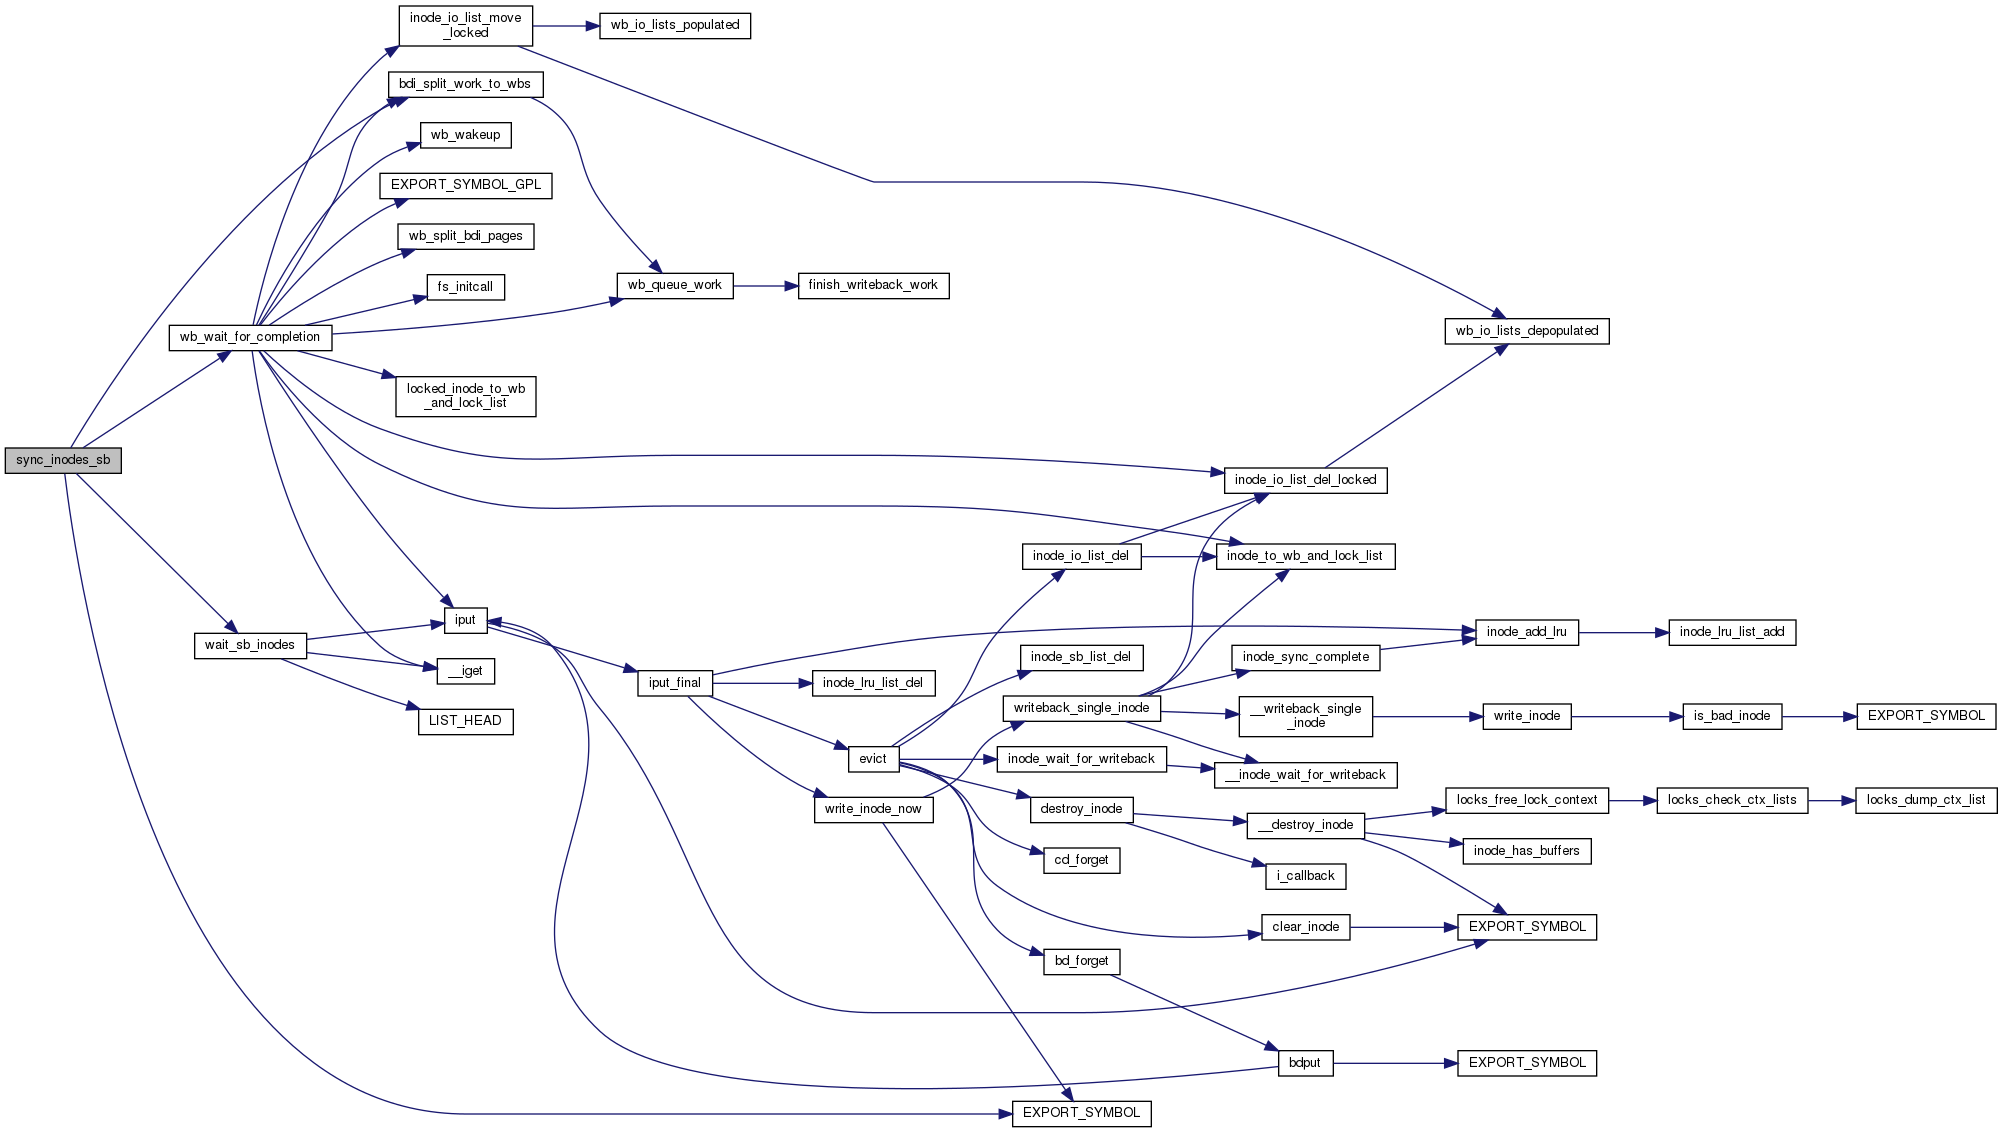 inode_io_list_move
_locked
wb_io_lists_populated
bdi_split_work_to_wbs
wb_wakeup
EXPORT_SYMBOL_GPL
wb_split_bdi_pages
fs_initcall
wb_queue_work
finish_writeback_work
wb_wait_for_completion
wb_io_lists_depopulated
locked_inode_to_wb
_and_lock_list
sync_inodes_sb
inode_io_list_del_locked
inode_io_list_del
inode_to_wb_and_lock_list
iput
wait_sb_inodes
inode_add_lru
inode_lru_list_add
inode_sb_list_del
inode_sync_complete
__iget
iput_final
inode_lru_list_del
writeback_single_inode
__writeback_single
_inode
write_inode
is_bad_inode
EXPORT_SYMBOL
LIST_HEAD
evict
inode_wait_for_writeback
__inode_wait_for_writeback
write_inode_now
destroy_inode
locks_free_lock_context
locks_check_ctx_lists
locks_dump_ctx_list
__destroy_inode
cd_forget
inode_has_buffers
i_callback
clear_inode
EXPORT_SYMBOL
bd_forget
bdput
EXPORT_SYMBOL
EXPORT_SYMBOL